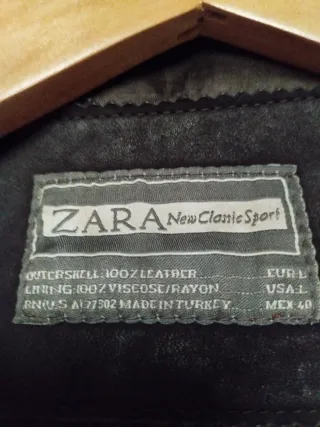 ZARA New Classic Sport
OUTERSHELL:100%LEATHER EUR:L
LINING:100%VISCOSE/RAYON USA:L
RN(U.S.A) 77302 MADE IN TURKEY MEX 40